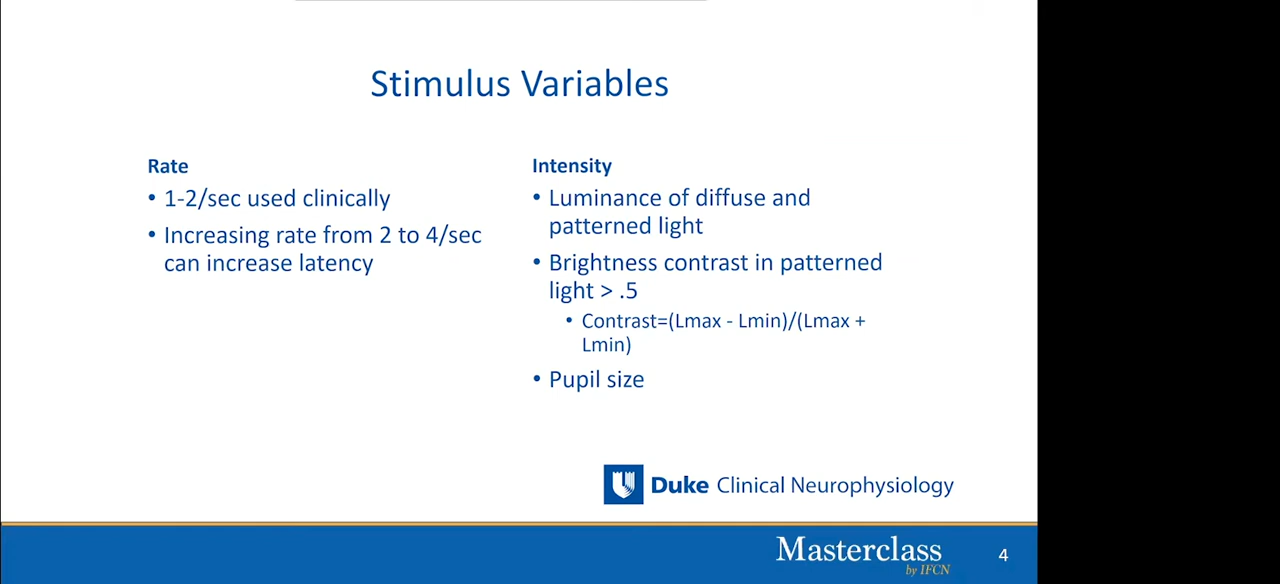 Stimulus Variables
Rate
• 1-2/sec used clinically
• Increasing rate from 2 to 4/sec
can increase latency
Intensity
• Luminance of diffuse and
patterned light
• Brightness contrast in patterned
light > .5
• Contrast=(Lmax - Lmin)/(Lmax +
Lmin)
• Pupil size
Duke Clinical Neurophysiology
Masterclass
by IFCN
4